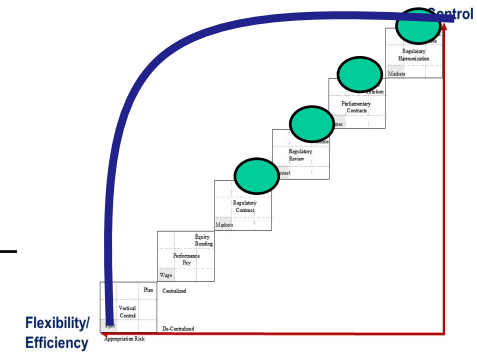 Control
Regulatory
Harmonization
Markets
Parliamentary
Contracts
Regulatory
Review
Regulatory
Contract
Markets
Equity
Bonding
Performance
Pay
Wage
Plan
Centralized
Vertical
Control
De-Centralized
Appropriation Risk
Flexibility/
Efficiency